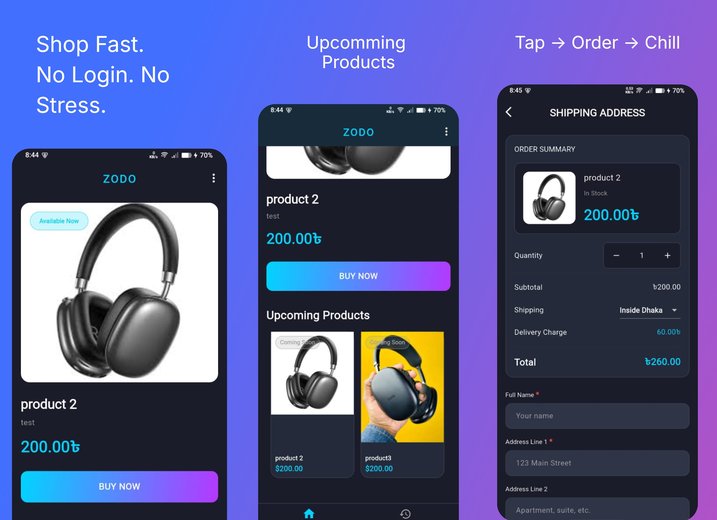 Shop Fast.
No Login. No
Stress.
8:44
70%
ZODO
Available Now
product 2
test
200.00৳
BUY NOW
Upcomming
Products
8:44
KB/s
70%
ZODO
product 2
test
200.00৳
BUY NOW
Upcoming Products
Coming Soon
product 2
$200.00
Coming Soon
product3
$200.00
Tap → Order → Chill
8:45
KB/s
70%
SHIPPING ADDRESS
ORDER SUMMARY
product 2
In Stock
200.00৳
Quantity
− 1 +
Subtotal ৳200.00
Shipping Inside Dhaka
Delivery Charge 60.00৳
Total ৳260.00
Full Name *
Your name
Address Line 1 *
123 Main Street
Address Line 2
Apartment, suite, etc.